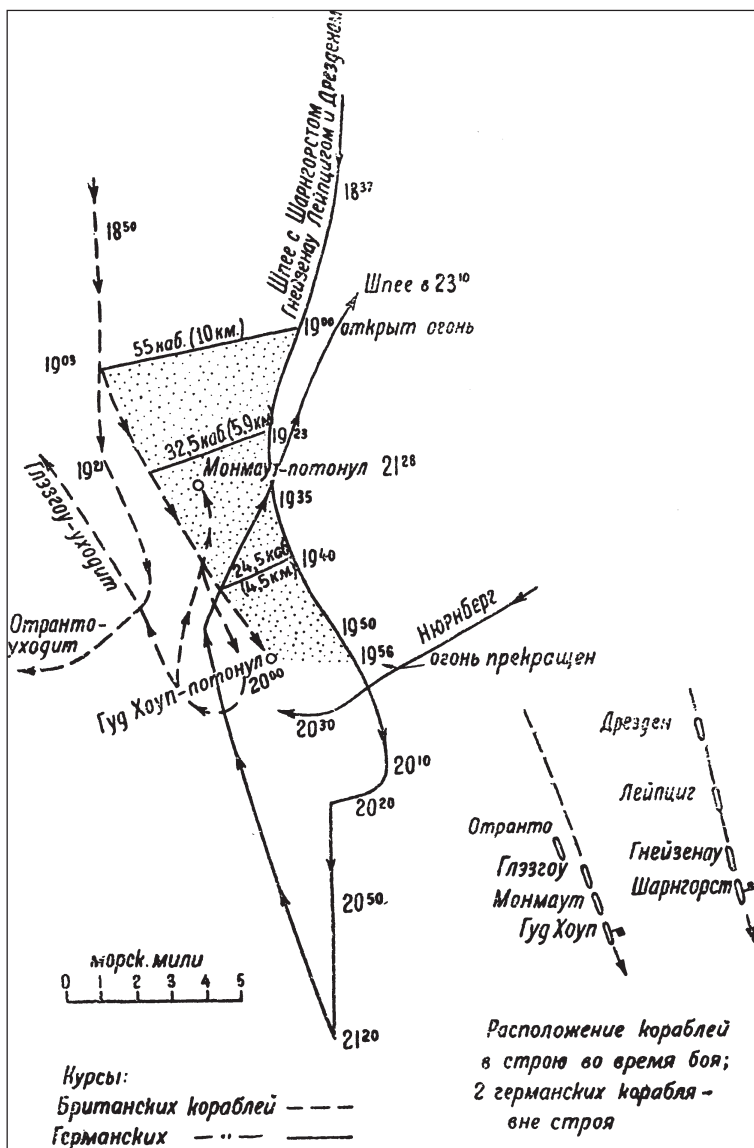 Шпее с Шарнгорстом
Гнейзенау Лейпцигом и Дрезденом
18³⁷
18⁵⁰
Шпее в 23¹⁰
55 каб. (10 км.)
19⁰⁰
открыт огонь
19⁰³
19²³
32,5 каб. (5,9 км)
Монмаут-потонул 21²⁸
19²¹
19³⁵
Глэзгоу-уходит
24,5 каб.
(4,5 км)
19⁴⁰
Отранто-
уходит
19⁵⁰
Нюрнберг
19⁵⁶
огонь прекращен
Гуд Хоуп-потонул
20⁰⁰
20³⁰
20¹⁰
20²⁰
20⁵⁰
21²⁰
Дрезден
Лейпциг
Гнейзенау
Шарнгорст
Отранто
Глэзгоу
Монмаут
Гуд Хоуп
морск. мили
0 1 2 3 4 5
Расположение кораблей
в строю во время боя;
2 германских корабля -
вне строя
Курсы:
Британских кораблей
Германских — " —